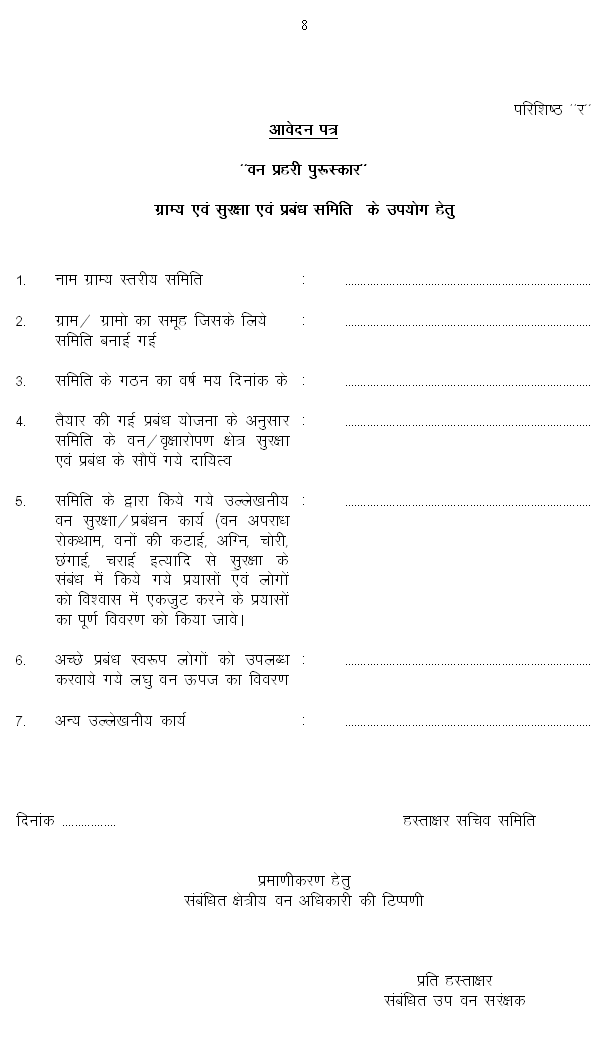 8
परिशिष्ठ ''र''
आवेदन पत्र
''वन प्रहरी पुरूस्कार''
ग्राम्य एवं सुरक्षा एवं प्रबंध समिति के उपयोग हेतु
1. नाम ग्राम्य स्तरीय समिति : ......................................................................
2. ग्राम/ ग्रामो का समूह जिसके लिये : ......................................................................
समिति बनाई गई
3. समिति के गठन का वर्ष मय दिनांक के : ......................................................................
4. तैयार की गई प्रबंध योजना के अनुसार : ......................................................................
समिति के वन/वृक्षारोपण क्षेत्र सुरक्षा
एवं प्रबंध के सौपें गये दायित्व
5. समिति के द्वारा किये गये उल्लेखनीय : ......................................................................
वन सुरक्षा/प्रबंधन कार्य (वन अपराध
रोकथाम, वनों की कटाई, अग्नि, चोरी,
छंगाई, चराई इत्यादि से सुरक्षा के
संबंध में किये गये प्रयासों एवं लोगों
को विश्वास में एकजुट करने के प्रयासों
का पूर्ण विवरण को किया जावे।
6. अच्छे प्रबंध स्वरूप लोगों को उपलब्ध : ......................................................................
करवाये गये लघु वन ऊपज का विवरण
7. अन्य उल्लेखनीय कार्य : ......................................................................
दिनांक ................. हस्ताक्षर सचिव समिति
प्रमाणीकरण हेतु
संबंधित क्षेत्रीय वन अधिकारी की टिप्पणी
प्रति हस्ताक्षर
संबंधित उप वन सरंक्षक